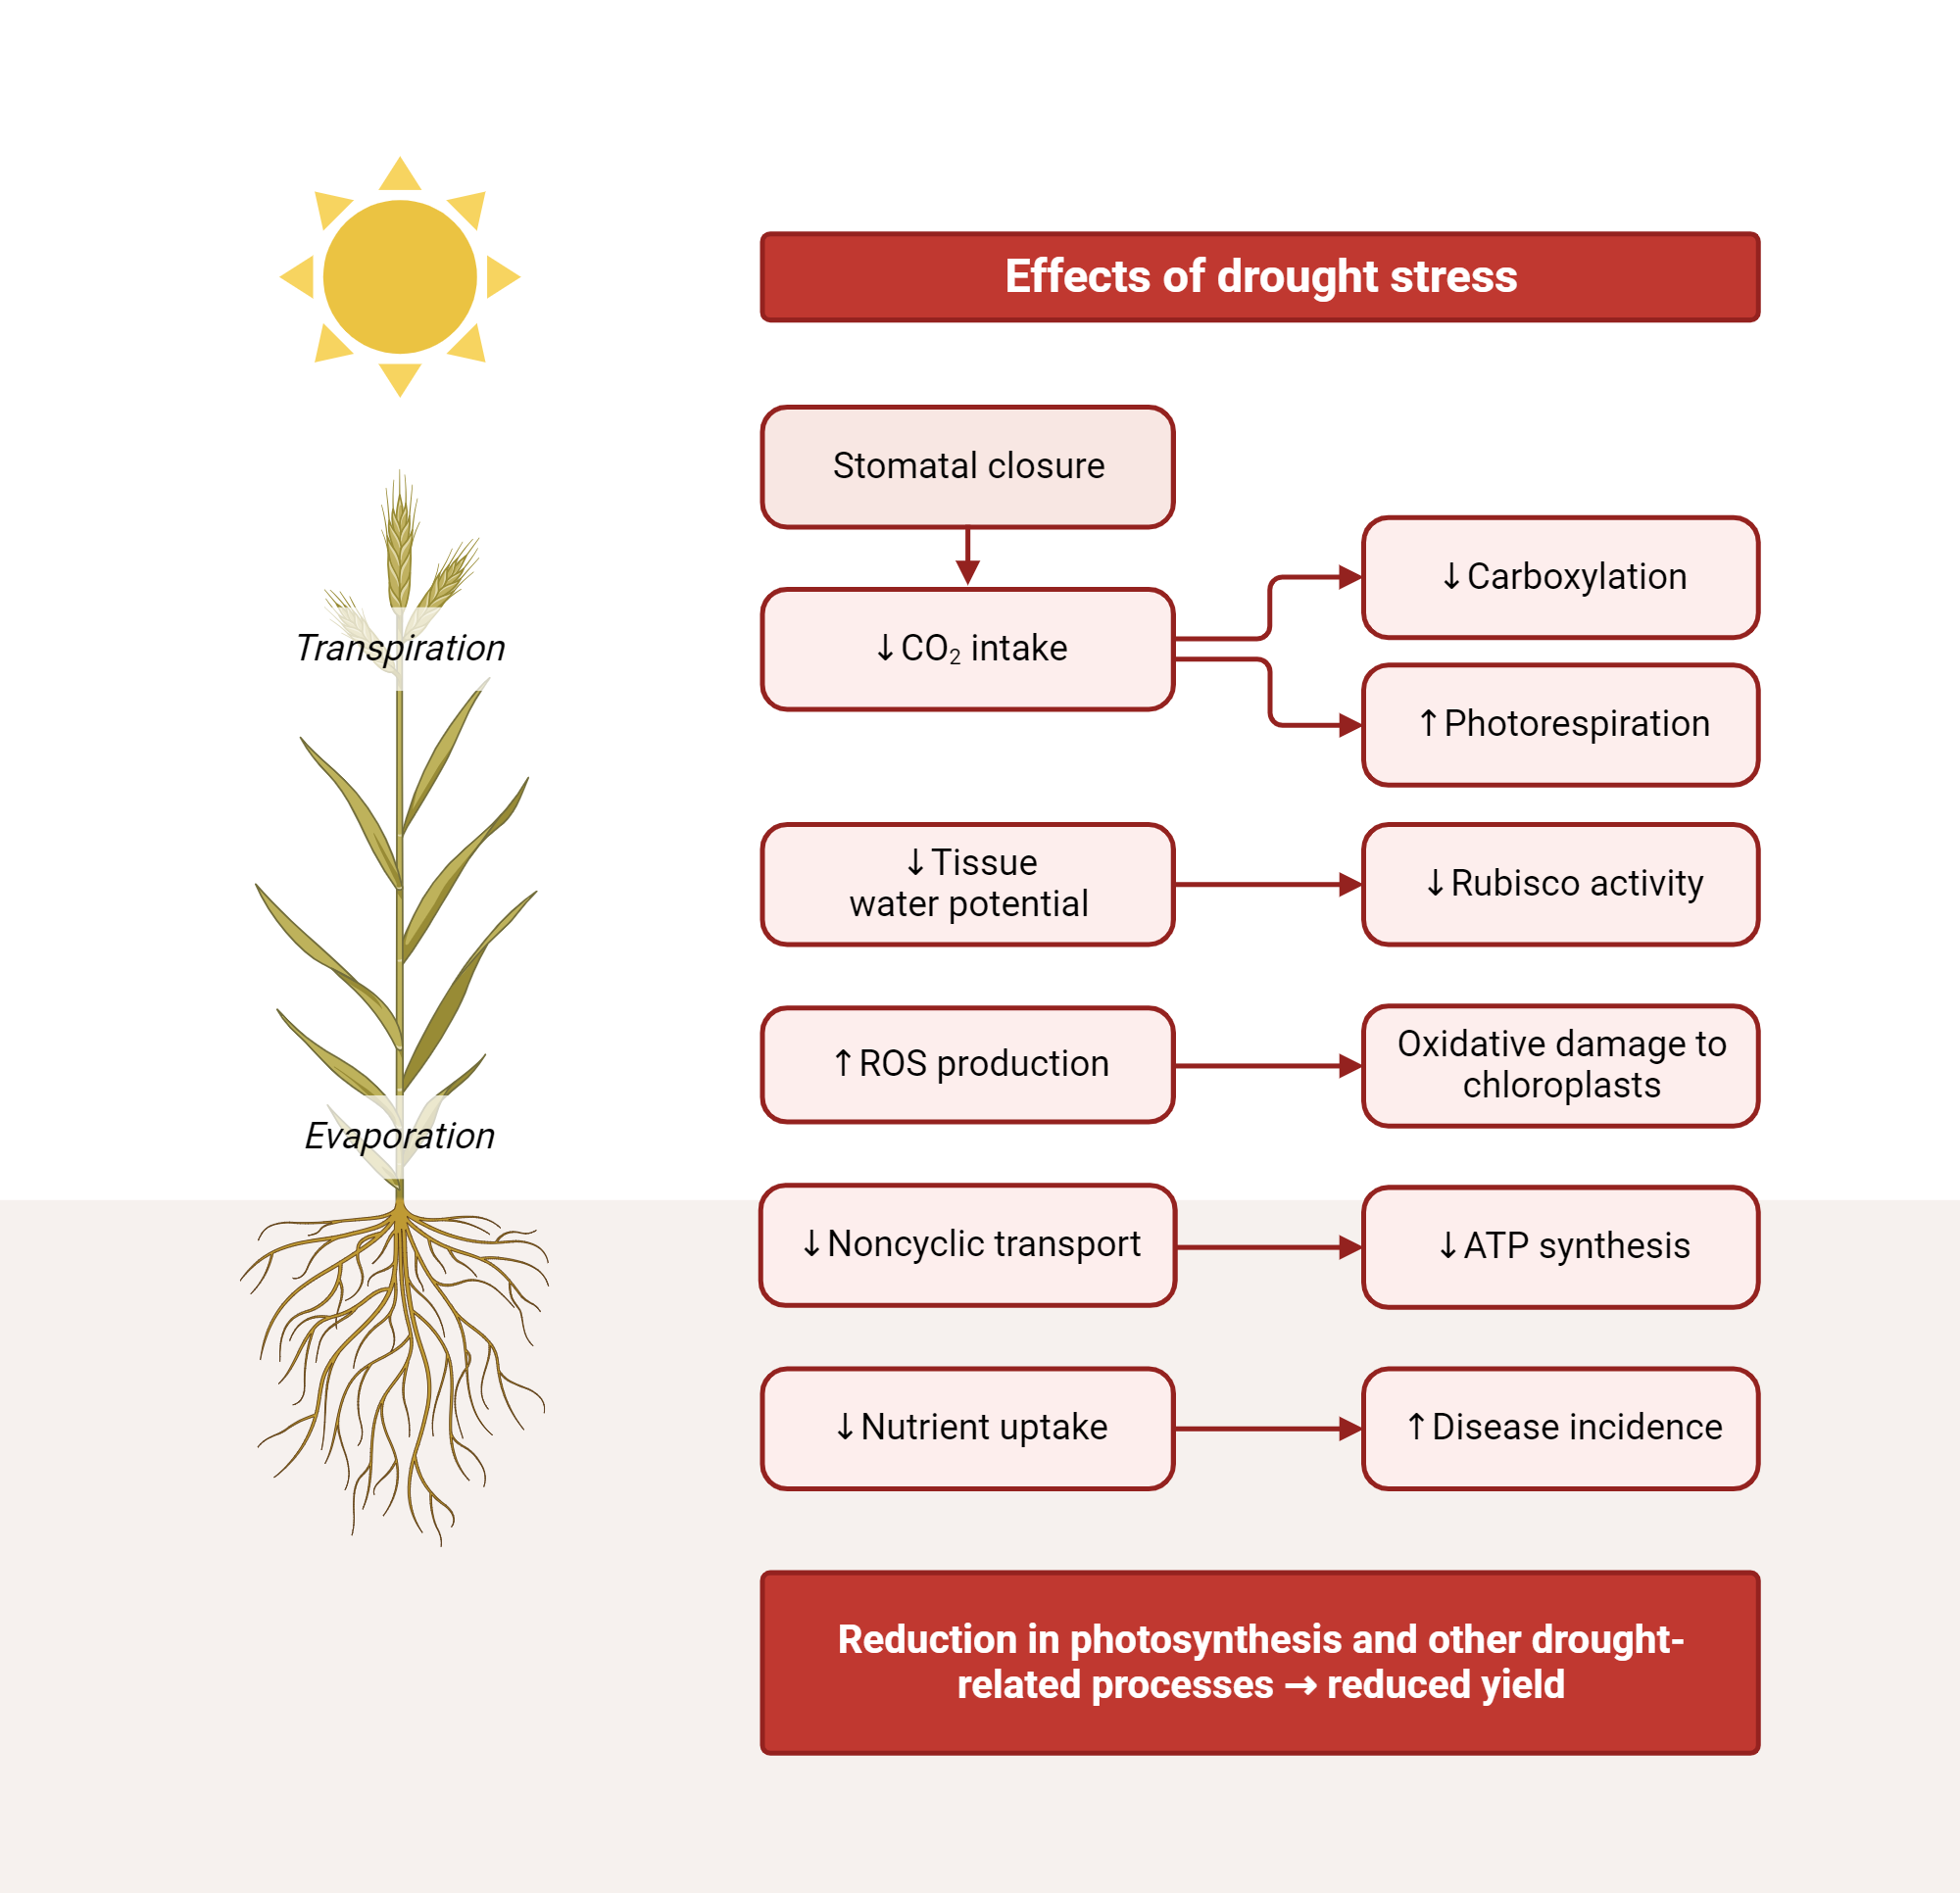 Effects of drought stress
Stomatal closure
↓CO₂ intake
↓Carboxylation
↑Photorespiration
Transpiration
↓Tissue
water potential
↓Rubisco activity
↑ROS production
Oxidative damage to
chloroplasts
Evaporation
↓Noncyclic transport
↓ATP synthesis
↓Nutrient uptake
↑Disease incidence
Reduction in photosynthesis and other drought-
related processes → reduced yield